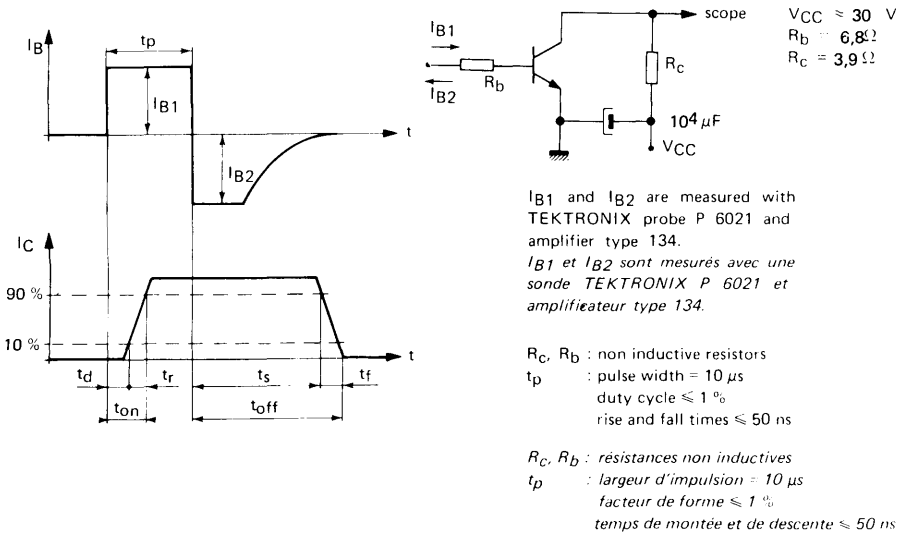 I_B
t_p
I_B1
t
I_B2
I_C
90 %
10 %
t
t_d
t_r
t_s
t_f
t_on
t_off
I_B1
I_B2
R_b
scope
R_c
10⁴ µF
V_CC
V_CC = 30 V
R_b = 6,8Ω
R_c = 3,9 Ω
I_B1 and I_B2 are measured with
TEKTRONIX probe P 6021 and
amplifier type 134.
I_B1 et I_B2 sont mesurés avec une
sonde TEKTRONIX P 6021 et
amplificateur type 134.
R_c, R_b : non inductive resistors
t_p : pulse width = 10 µs
duty cycle ⩽ 1 %
rise and fall times ⩽ 50 ns
R_c, R_b : résistances non inductives
t_p : largeur d'impulsion = 10 µs
facteur de forme ⩽ 1 %
temps de montée et de descente ⩽ 50 ns